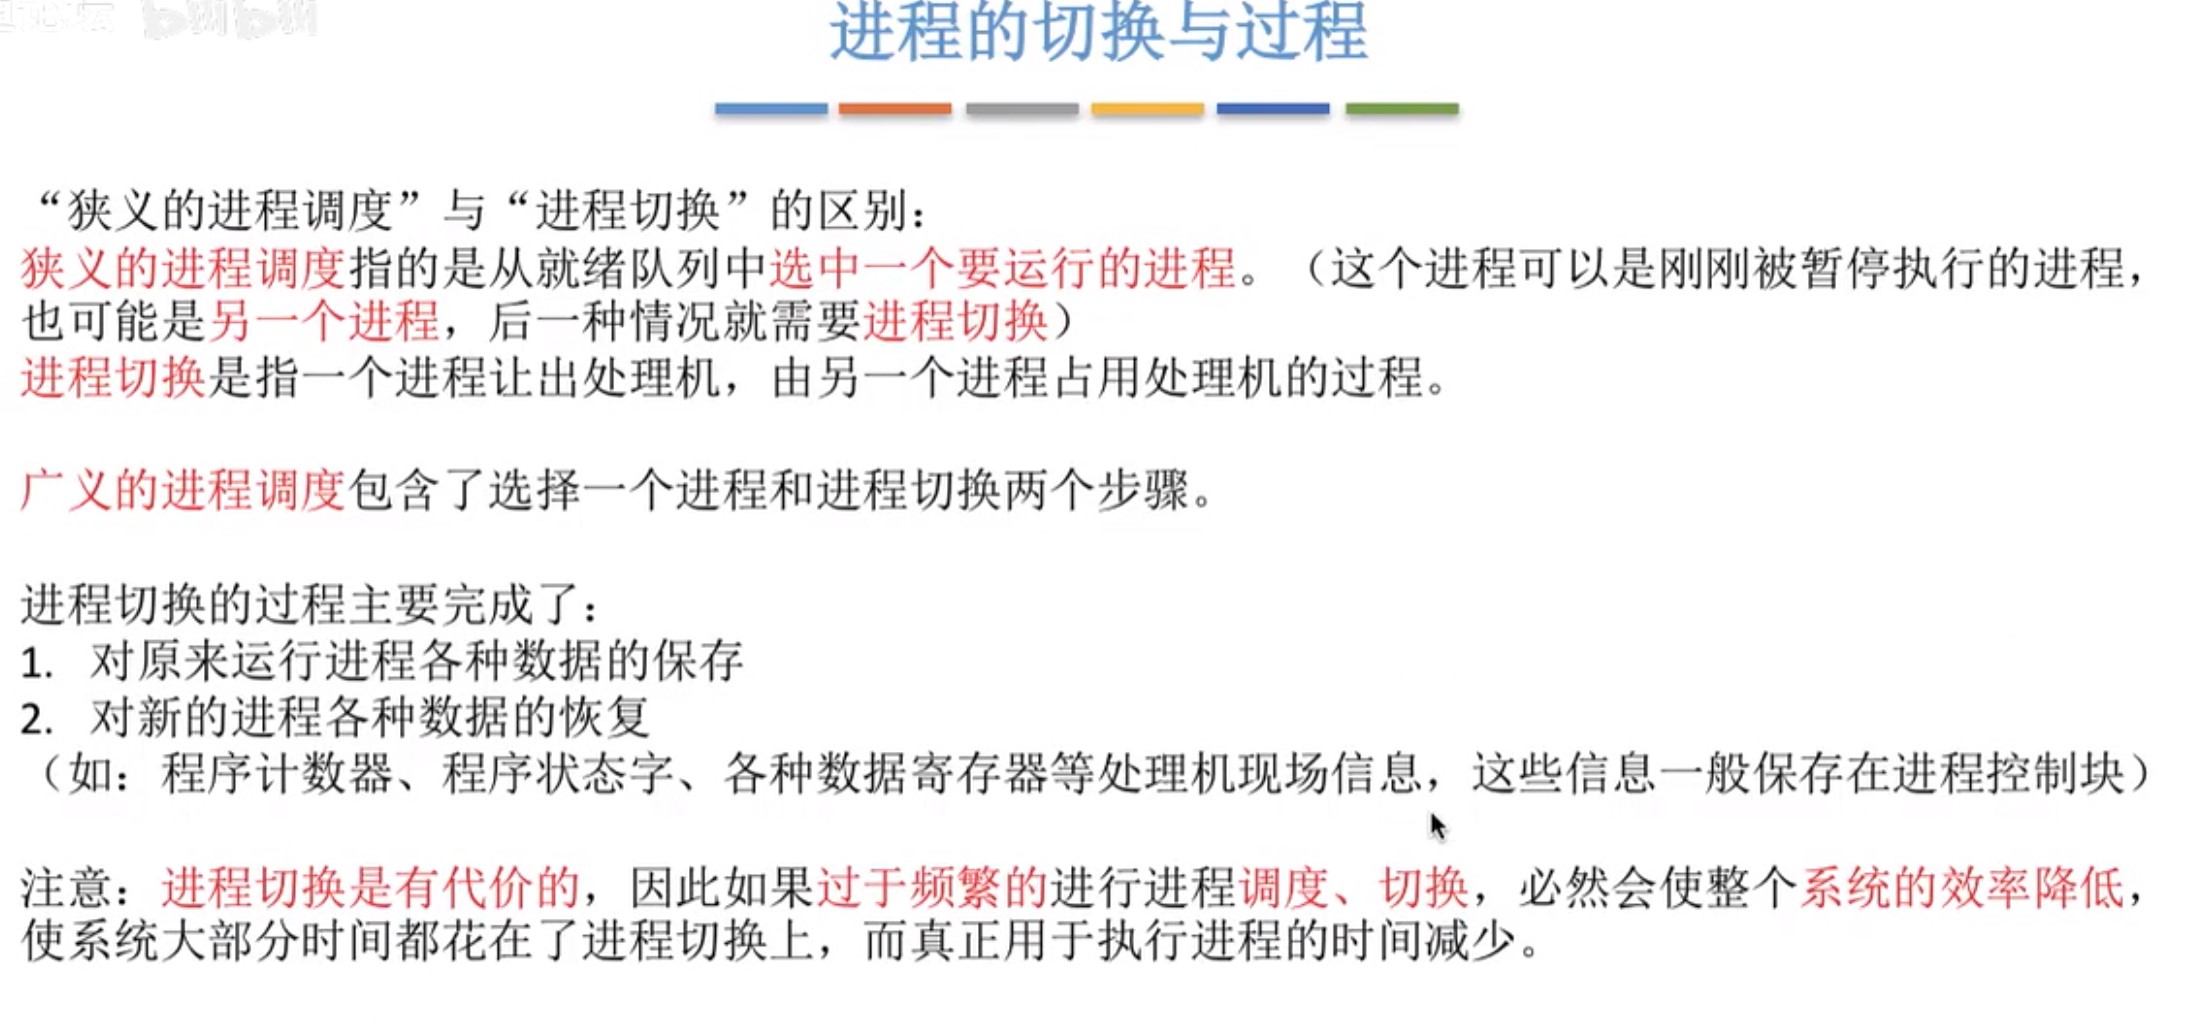 bilibili
进程的切换与过程
“狭义的进程调度”与“进程切换”的区别：
狭义的进程调度指的是从就绪队列中选中一个要运行的进程。（这个进程可以是刚刚被暂停执行的进程，
也可能是另一个进程，后一种情况就需要进程切换）
进程切换是指一个进程让出处理机，由另一个进程占用处理机的过程。
广义的进程调度包含了选择一个进程和进程切换两个步骤。
进程切换的过程主要完成了：
1. 对原来运行进程各种数据的保存
2. 对新的进程各种数据的恢复
（如：程序计数器、程序状态字、各种数据寄存器等处理机现场信息，这些信息一般保存在进程控制块）
注意：进程切换是有代价的，因此如果过于频繁的进行进程调度、切换，必然会使整个系统的效率降低，
使系统大部分时间都花在了进程切换上，而真正用于执行进程的时间减少。